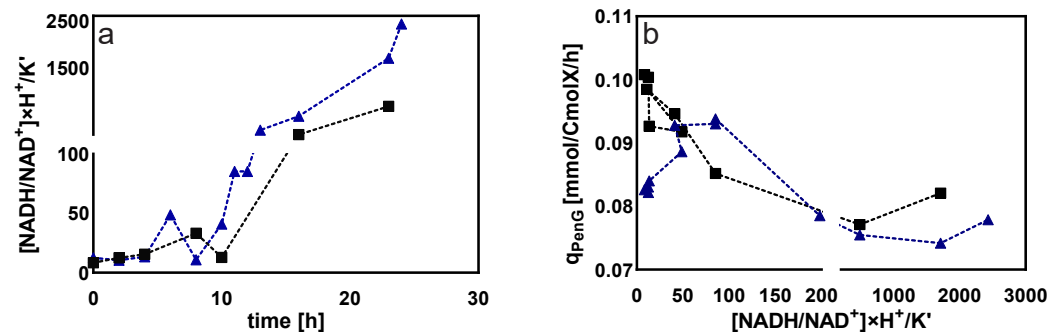 a
2500
1500
100
50
0
[NADH/NAD⁺]×H⁺/K'
0
10
20
30
time [h]
b
0.11
0.10
0.09
0.08
0.07
qPenG [mmol/CmolX/h]
0 50 100 150 200 1000 2000 3000
[NADH/NAD⁺]×H⁺/K'